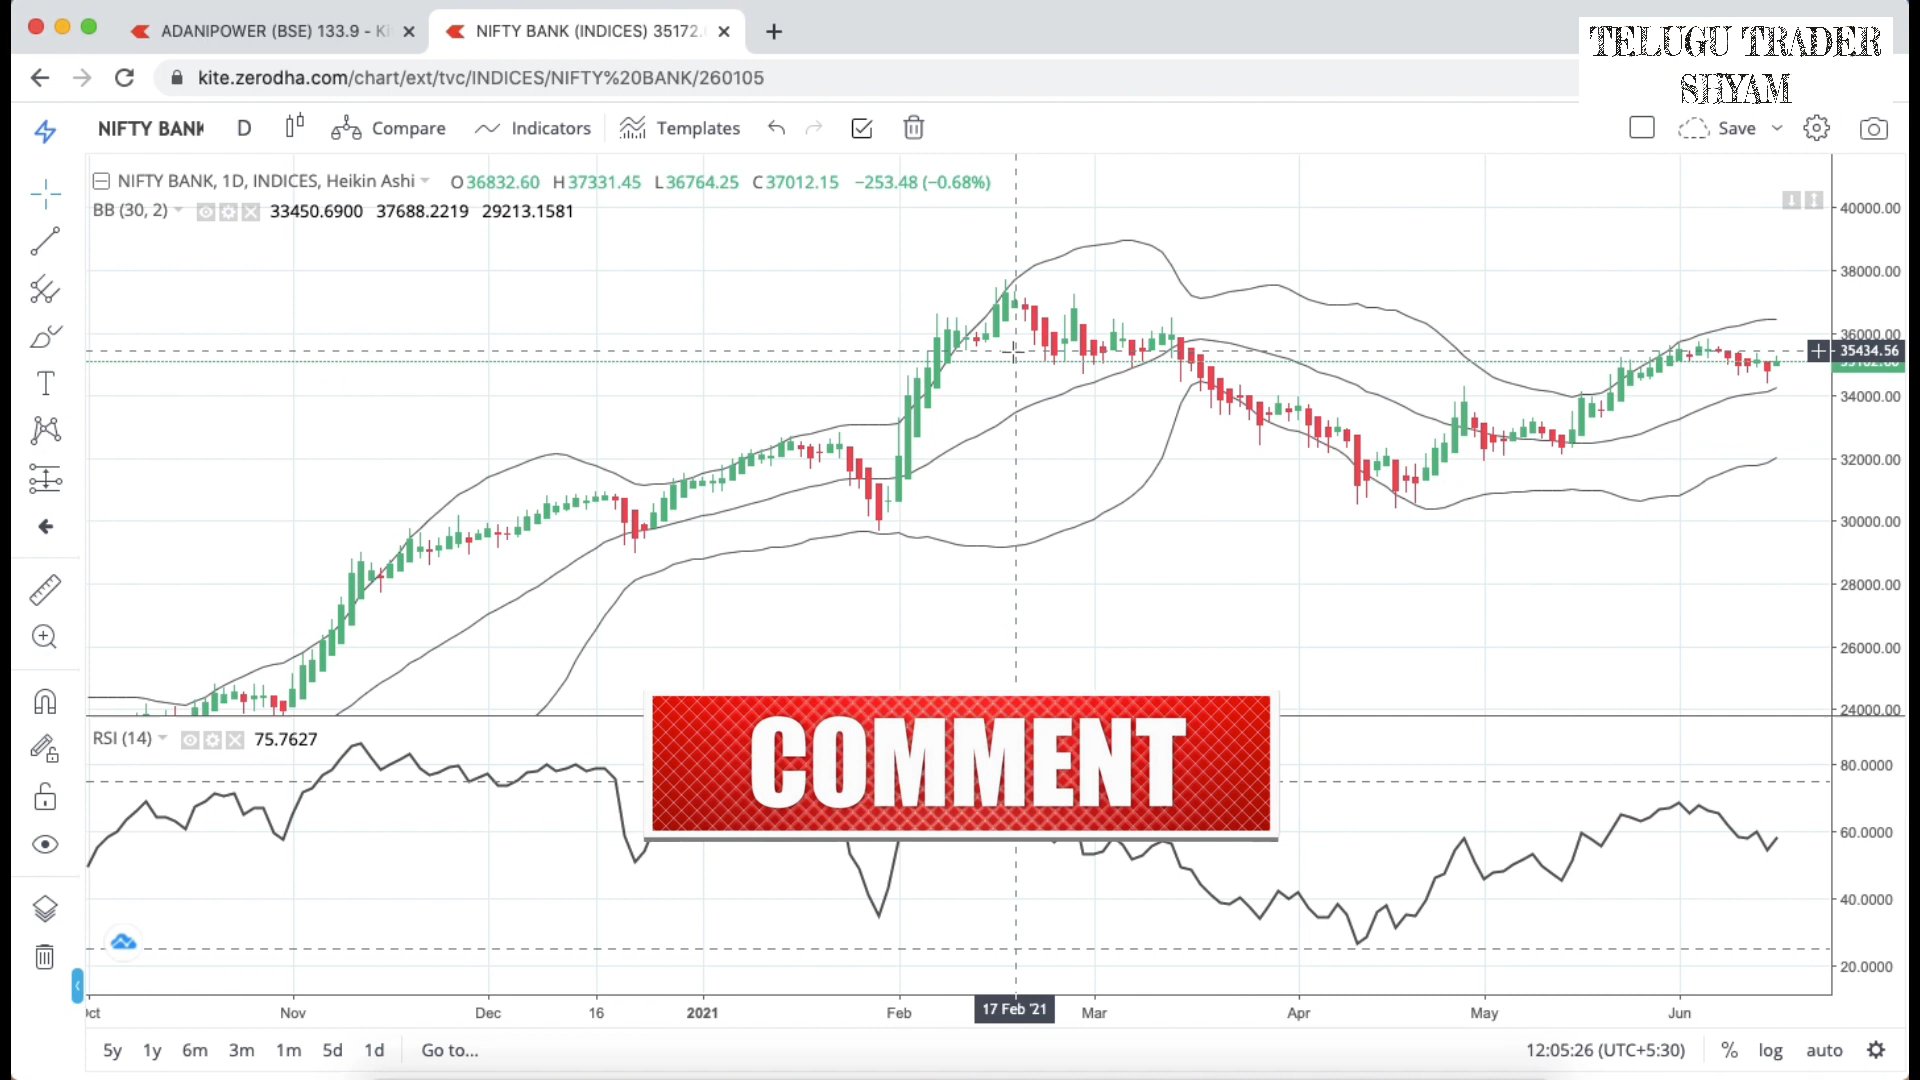 ADANIPOWER (BSE) 133.9 - Ki
NIFTY BANK (INDICES) 35172.
TELUGU TRADER
SHYAM
kite.zerodha.com/chart/ext/tvc/INDICES/NIFTY%20BANK/260105
NIFTY BANK D Compare Indicators Templates Save
NIFTY BANK, 1D, INDICES, Heikin Ashi O36832.60 H37331.45 L36764.25 C37012.15 −253.48 (−0.68%)
BB (30, 2) 33450.6900 37688.2219 29213.1581
40000.00
38000.00
36000.00
35434.56
34000.00
32000.00
30000.00
28000.00
26000.00
24000.00
COMMENT
RSI (14) 75.7627
80.0000
60.0000
40.0000
20.0000
Oct Nov Dec 16 2021 Feb 17 Feb '21 Mar Apr May Jun
5y 1y 6m 3m 1m 5d 1d Go to... 12:05:26 (UTC+5:30) % log auto